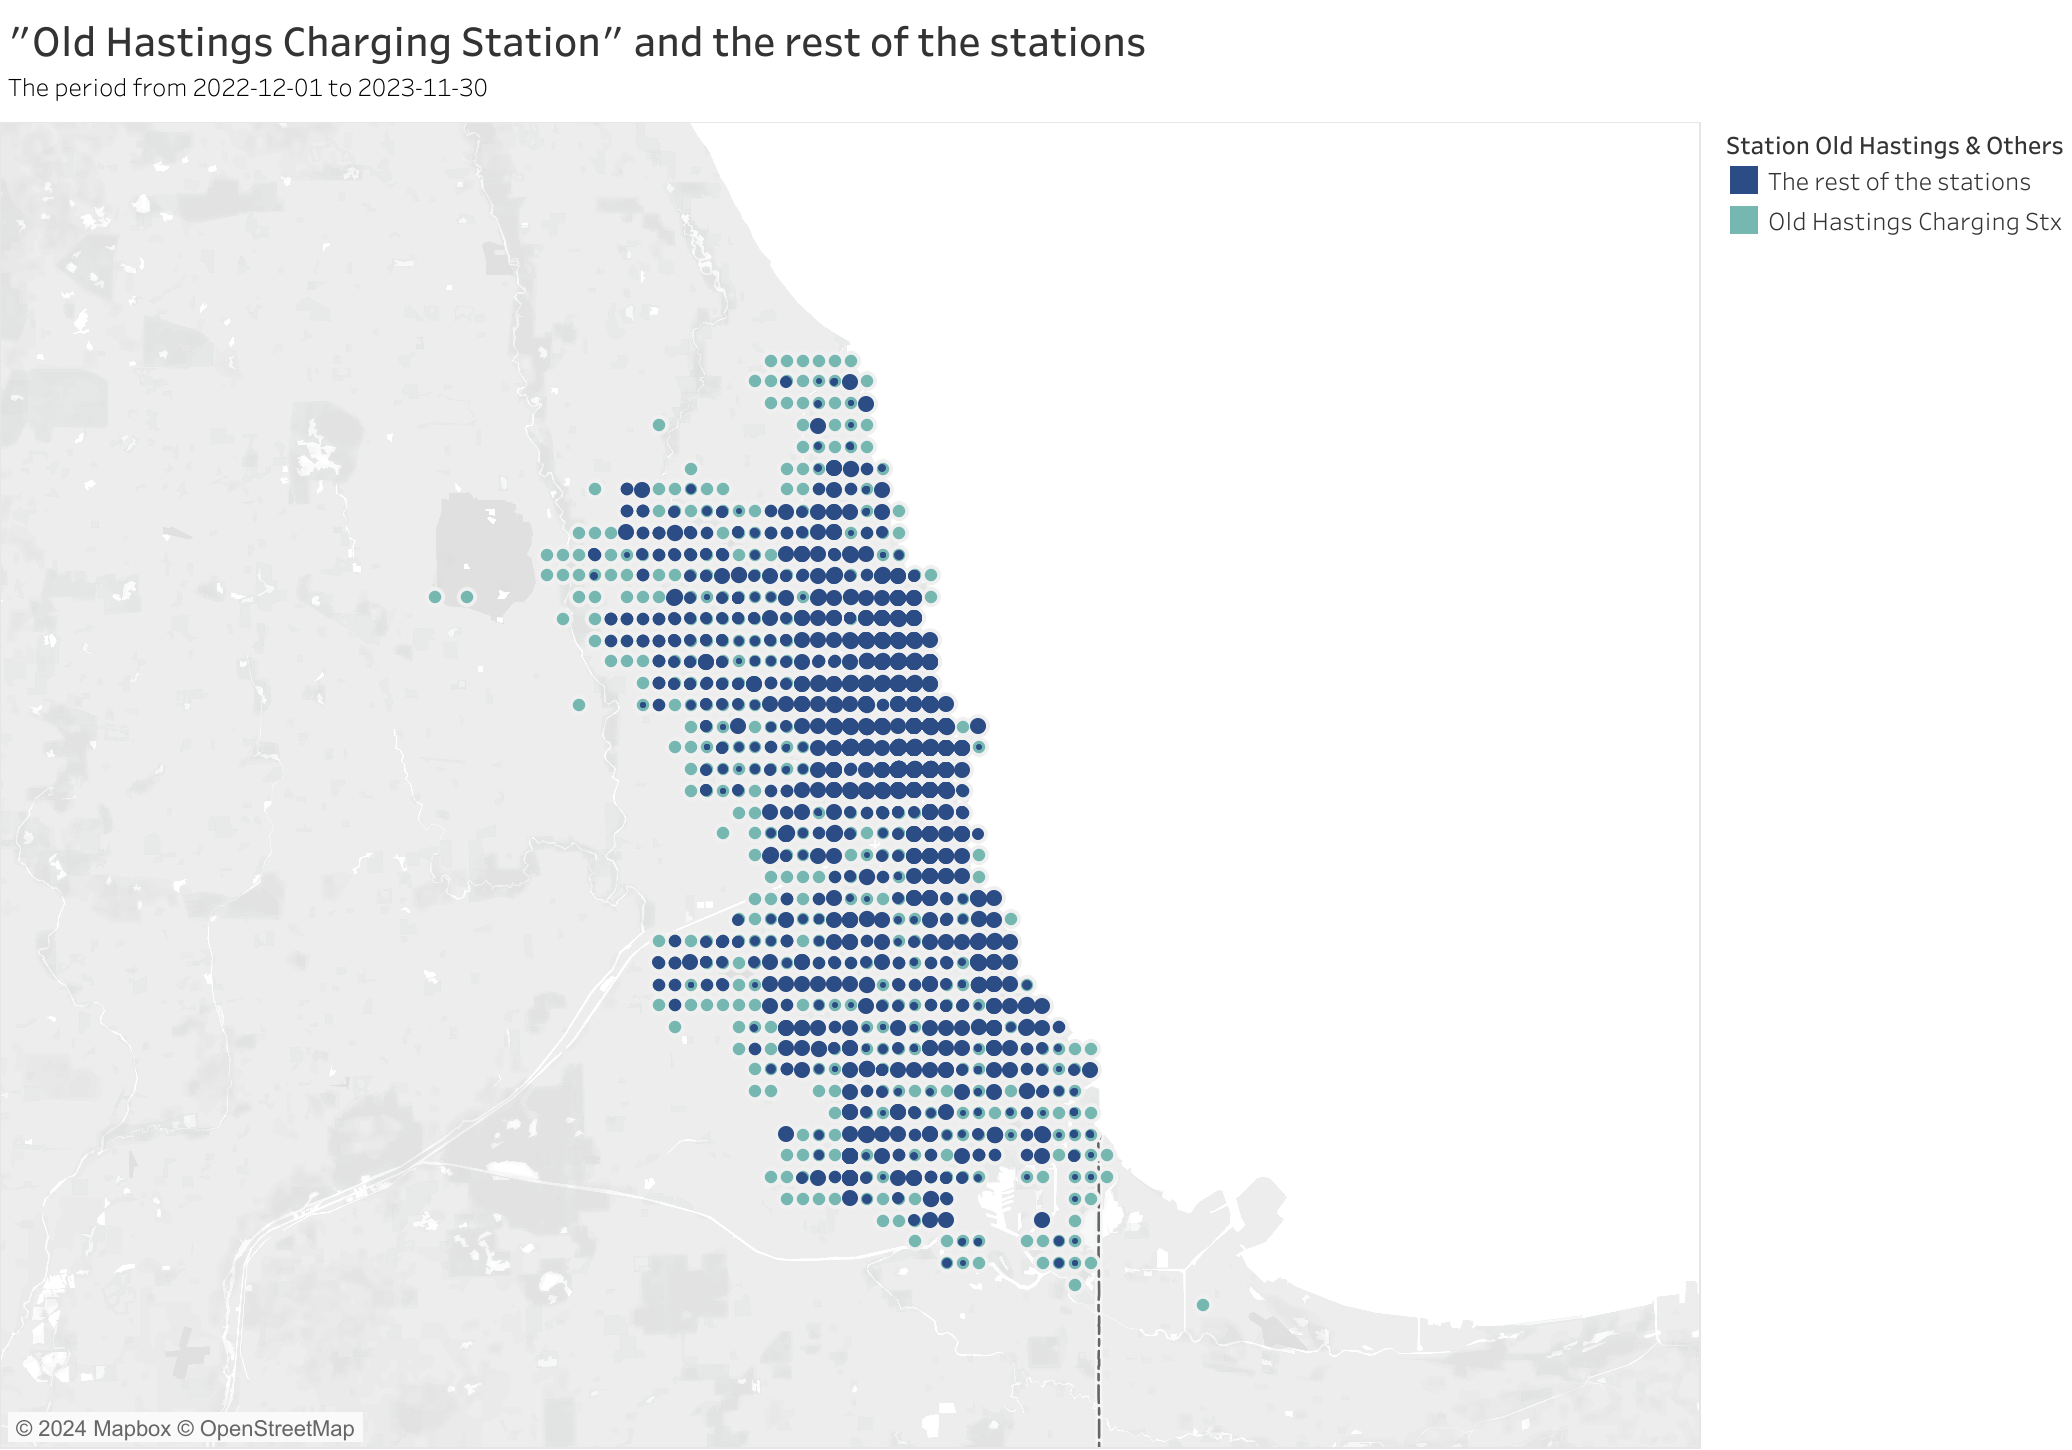 "Old Hastings Charging Station" and the rest of the stations
The period from 2022-12-01 to 2023-11-30
Station Old Hastings & Others
The rest of the stations
Old Hastings Charging Stx
© 2024 Mapbox © OpenStreetMap